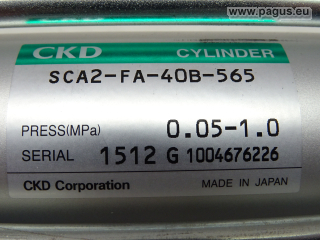 www.pagus.eu
CKD CYLINDER
SCA2-FA-40B-565
PRESS(MPa) 0.05-1.0
SERIAL 1512 G 1004676226
CKD Corporation MADE IN JAPAN